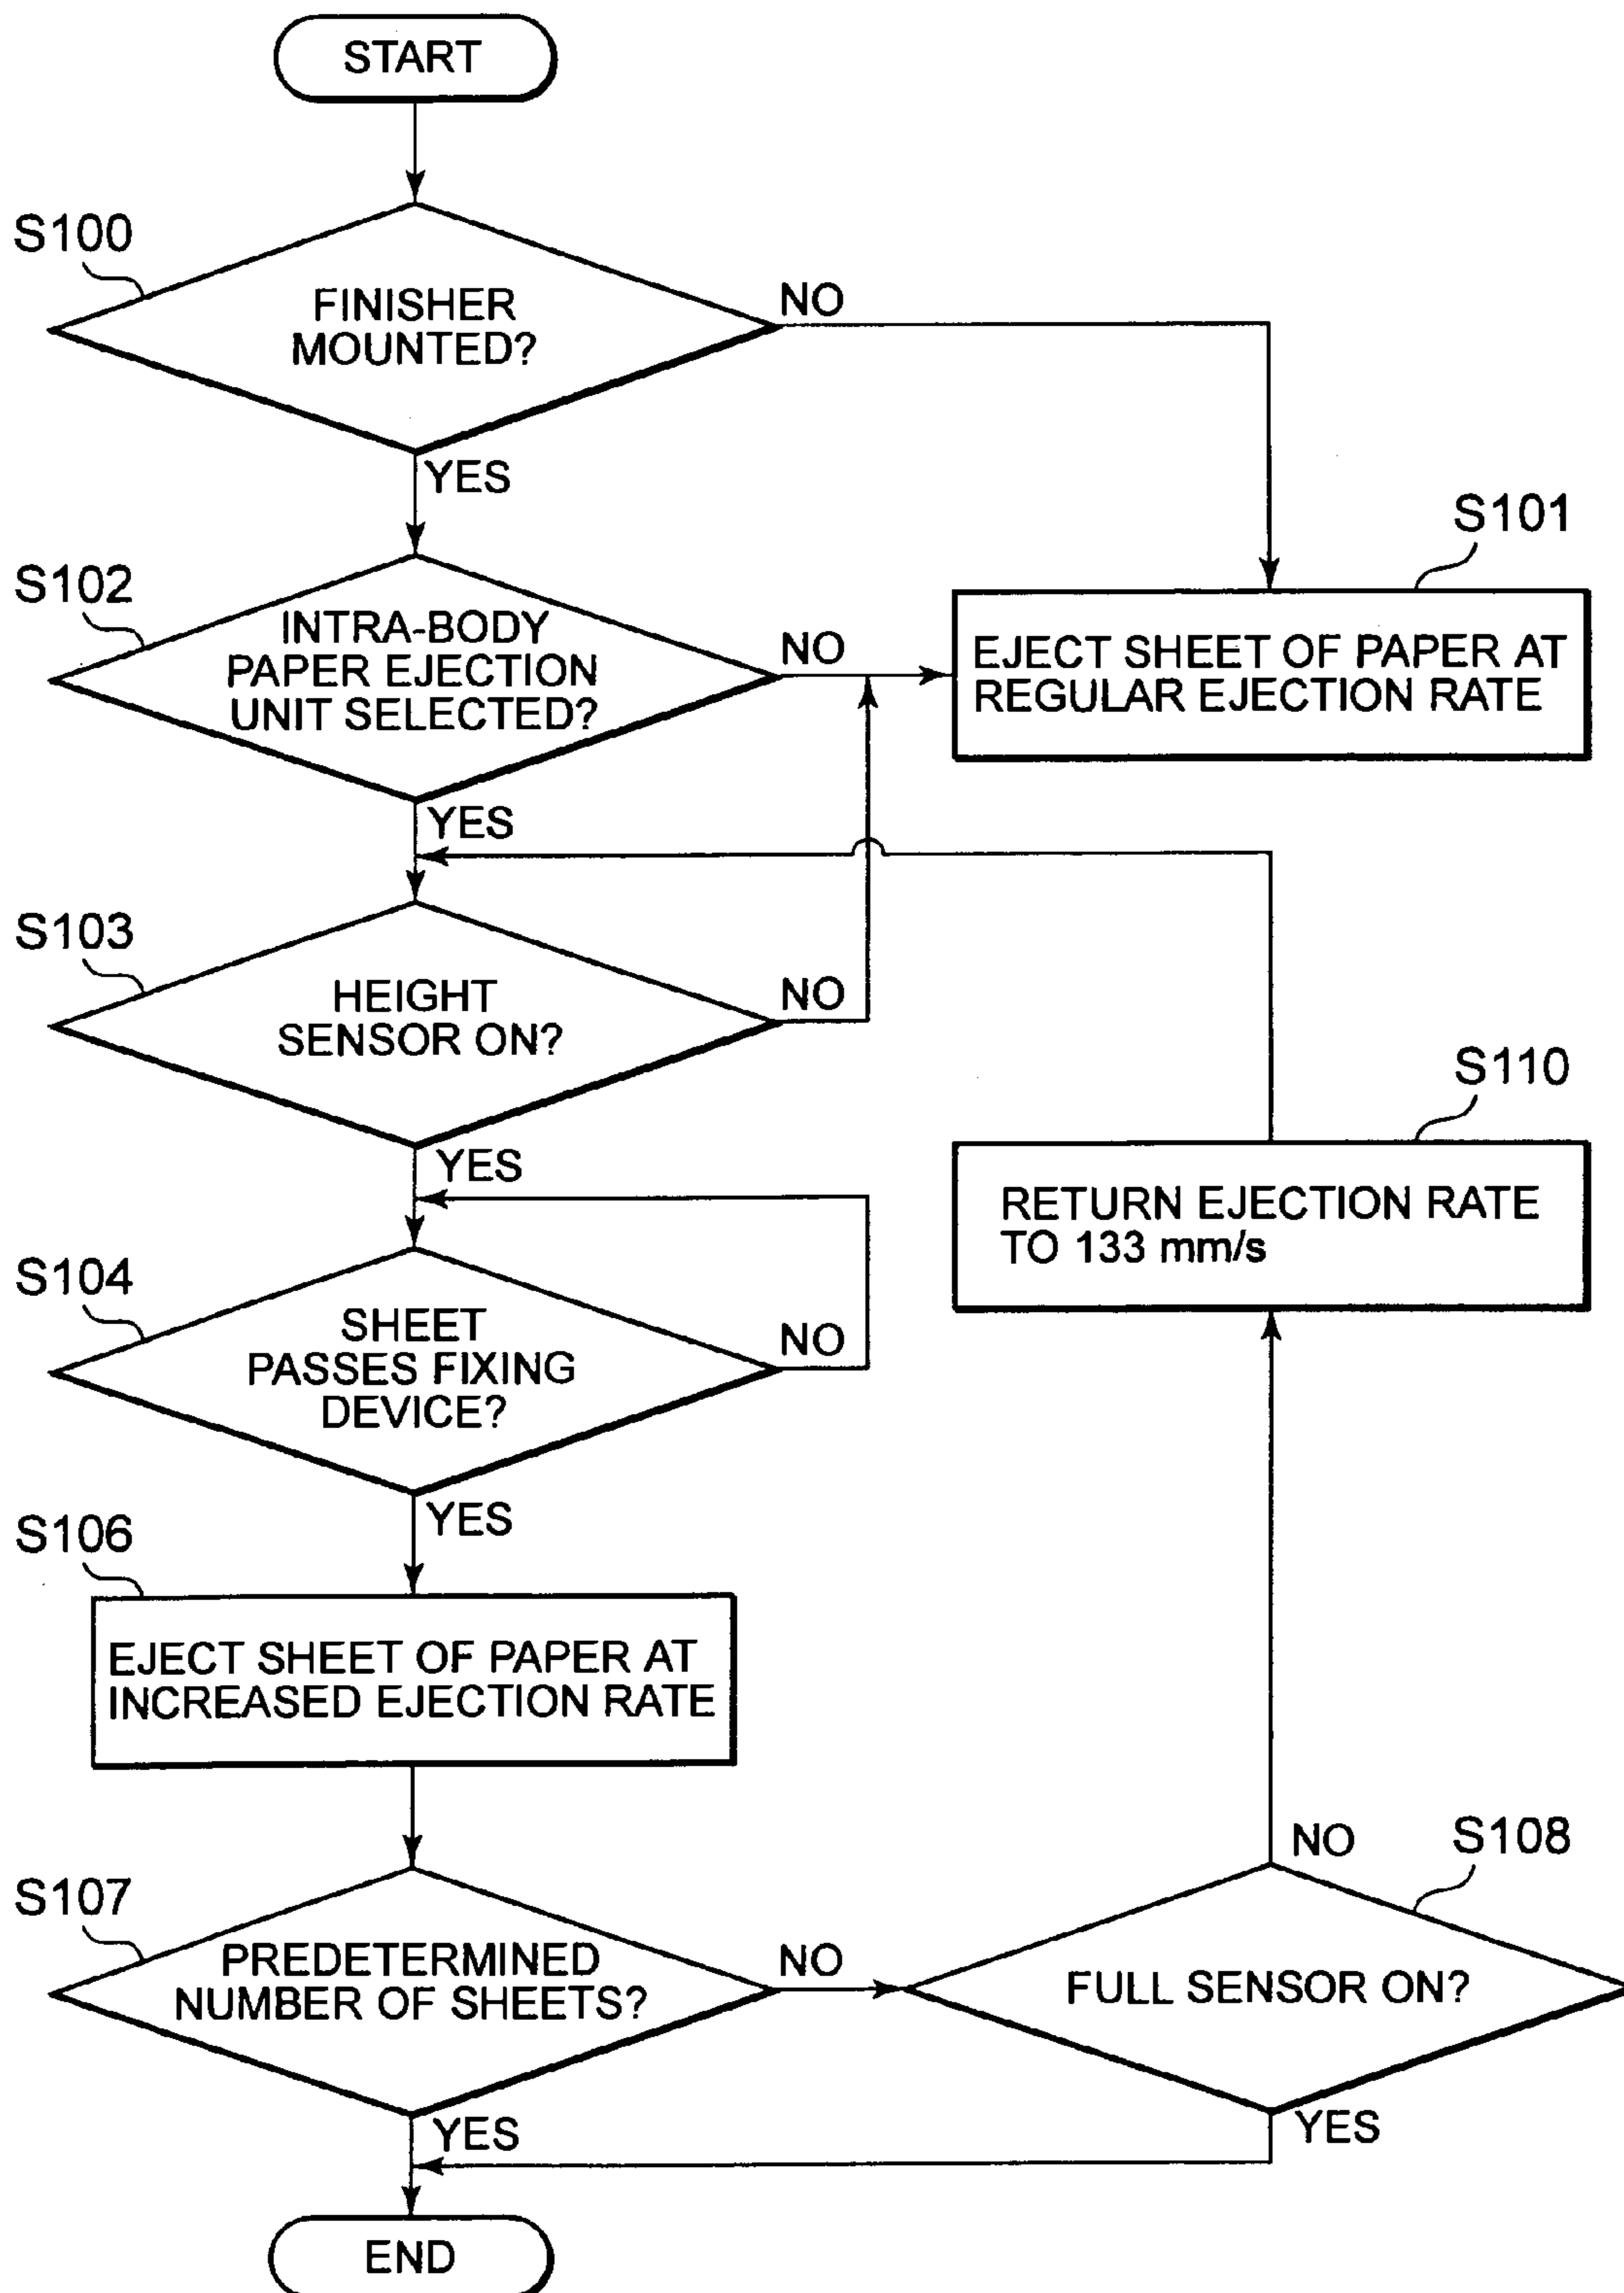 START
S100
FINISHER
MOUNTED?
NO
YES
S101
EJECT SHEET OF PAPER AT
REGULAR EJECTION RATE
S102
INTRA-BODY
PAPER EJECTION
UNIT SELECTED?
NO
YES
S103
HEIGHT
SENSOR ON?
NO
YES
S110
RETURN EJECTION RATE
TO 133 mm/s
S104
SHEET
PASSES FIXING
DEVICE?
NO
YES
S106
EJECT SHEET OF PAPER AT
INCREASED EJECTION RATE
S107
PREDETERMINED
NUMBER OF SHEETS?
NO
YES
S108
NO
FULL SENSOR ON?
YES
END